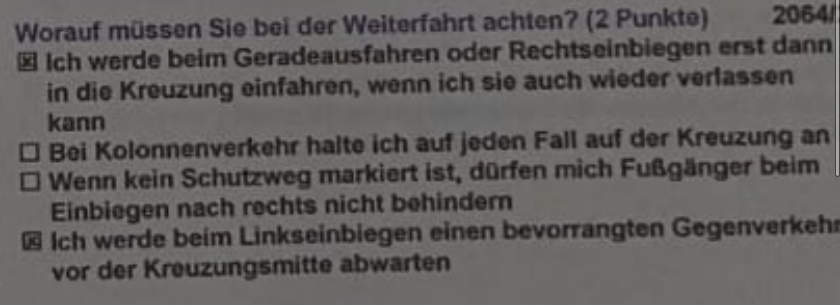 Worauf müssen Sie bei der Weiterfahrt achten? (2 Punkte) 2064/
☒ Ich werde beim Geradeausfahren oder Rechtseinbiegen erst dann
in die Kreuzung einfahren, wenn ich sie auch wieder verlassen
kann
☐ Bei Kolonnenverkehr halte ich auf jeden Fall auf der Kreuzung an
☐ Wenn kein Schutzweg markiert ist, dürfen mich Fußgänger beim
Einbiegen nach rechts nicht behindern
☒ Ich werde beim Linkseinbiegen einen bevorrangten Gegenverkehr
vor der Kreuzungsmitte abwarten